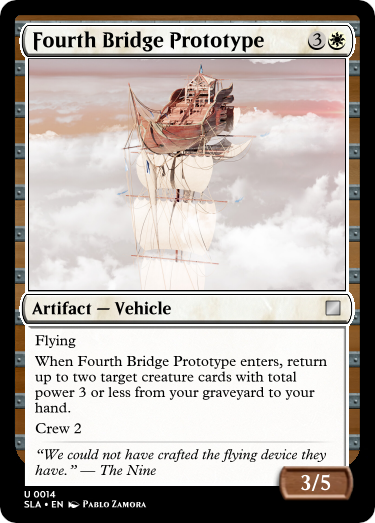 Fourth Bridge Prototype 3
Artifact — Vehicle
Flying
When Fourth Bridge Prototype enters, return
up to two target creature cards with total
power 3 or less from your graveyard to your
hand.
Crew 2
“We could not have crafted the flying device they
have.” — The Nine
3/5
U 0014
SLA • EN Pablo Zamora